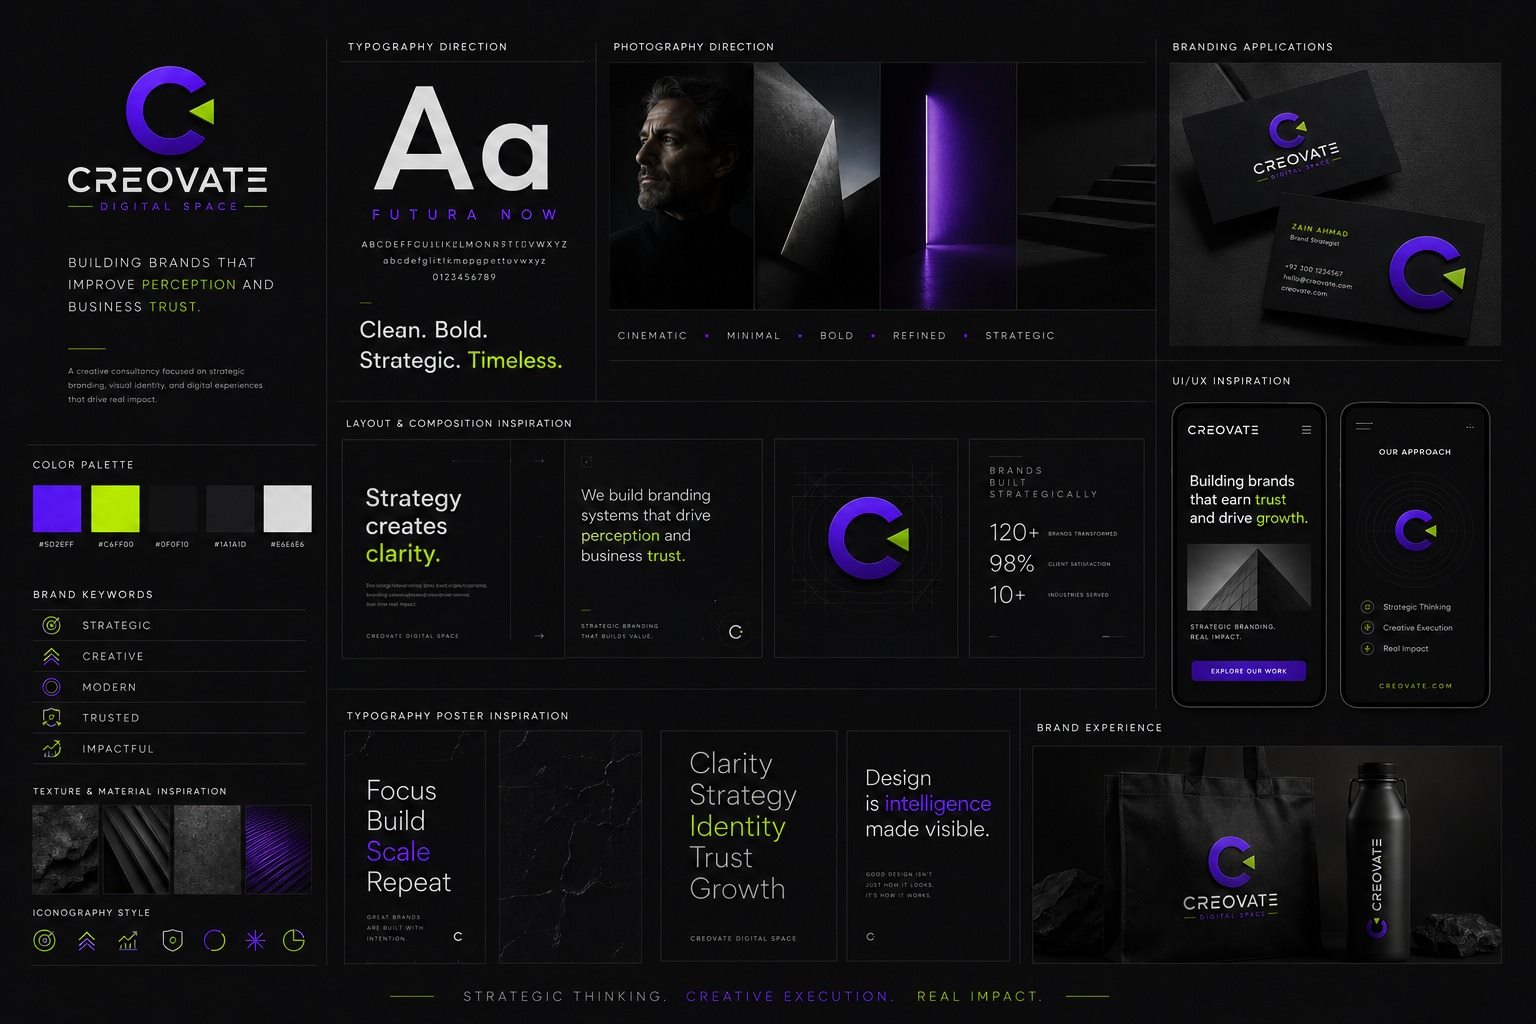 CREOVATE
DIGITAL SPACE
BUILDING BRANDS THAT
IMPROVE PERCEPTION AND
BUSINESS TRUST.
A creative consultancy focused on strategic
branding, visual identity, and digital experiences
that drive real impact.
COLOR PALETTE
#5D2EFF
#C6FF00
#0F0F10
#1A1A1D
#E6E6E6
BRAND KEYWORDS
STRATEGIC
CREATIVE
MODERN
TRUSTED
IMPACTFUL
TEXTURE & MATERIAL INSPIRATION
ICONOGRAPHY STYLE
TYPOGRAPHY DIRECTION
Aa
FUTURA NOW
0123456789
Clean. Bold.
Strategic. Timeless.
PHOTOGRAPHY DIRECTION
CINEMATIC • MINIMAL • BOLD • REFINED • STRATEGIC
LAYOUT & COMPOSITION INSPIRATION
Strategy
creates
clarity.
CREOVATE DIGITAL SPACE
We build branding
systems that drive
perception and
business trust.
STRATEGIC BRANDING
THAT BUILDS VALUE.
BRANDS
BUILT
STRATEGICALLY
120+ BRANDS TRANSFORMED
98% CLIENT SATISFACTION
10+ INDUSTRIES SERVED
TYPOGRAPHY POSTER INSPIRATION
Focus
Build
Scale
Repeat
GREAT BRANDS
ARE BUILT WITH
INTENTION.
Clarity
Strategy
Identity
Trust
Growth
CREOVATE DIGITAL SPACE
Design
is intelligence
made visible.
GOOD DESIGN ISN'T
JUST HOW IT LOOKS.
IT'S HOW IT WORKS.
BRANDING APPLICATIONS
CREOVATE
DIGITAL SPACE
ZAIN AHMAD
Brand Strategist
+92 300 1234567
hello@creovate.com
creovate.com
UI/UX INSPIRATION
CREOVATE
Building brands
that earn trust
and drive growth.
STRATEGIC BRANDING.
REAL IMPACT.
EXPLORE OUR WORK
OUR APPROACH
Strategic Thinking
Creative Execution
Real Impact
CREOVATE.COM
BRAND EXPERIENCE
CREOVATE
DIGITAL SPACE
CREOVATE
STRATEGIC THINKING. CREATIVE EXECUTION. REAL IMPACT.